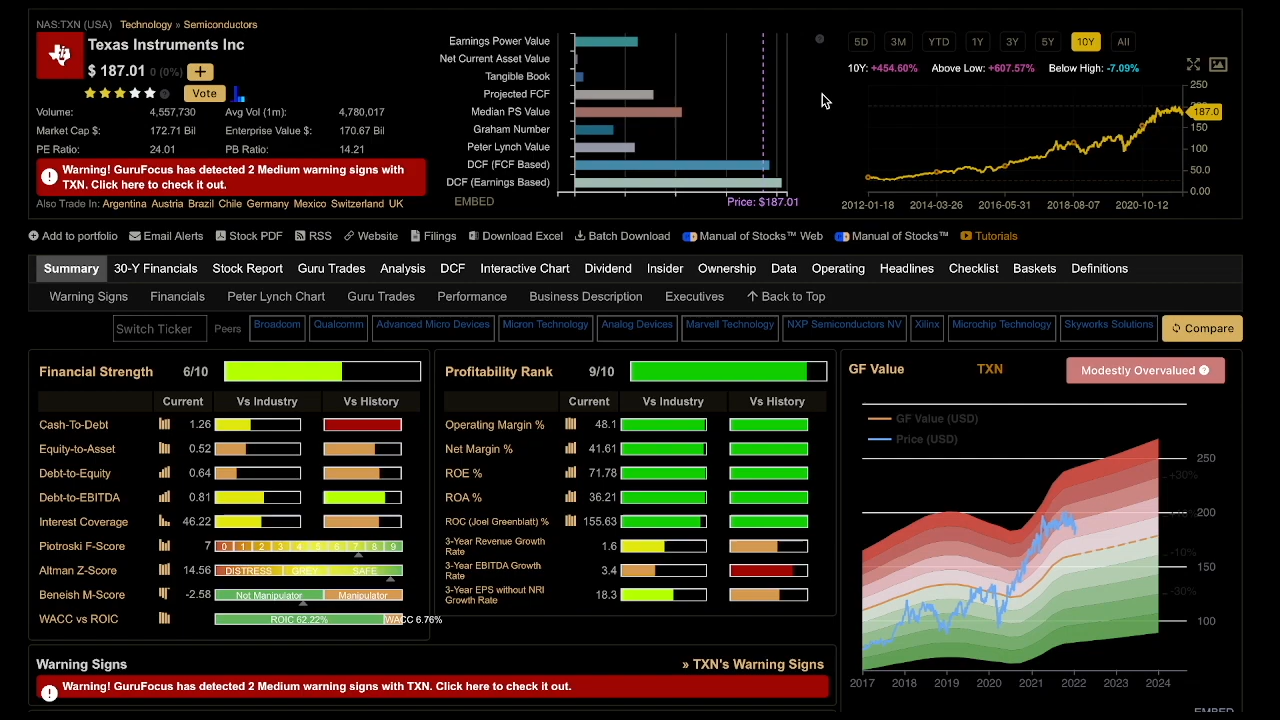 NAS:TXN (USA) Technology » Semiconductors
Texas Instruments Inc
$ 187.01 0 (0%) +
Vote
Volume: 4,557,730 Avg Vol (1m): 4,780,017
Market Cap $: 172.71 Bil Enterprise Value $: 170.67 Bil
PE Ratio: 24.01 PB Ratio: 14.21
Warning! GuruFocus has detected 2 Medium warning signs with
TXN. Click here to check it out.
Also Trade In: Argentina Austria Brazil Chile Germany Mexico Switzerland UK
Earnings Power Value
Net Current Asset Value
Tangible Book
Projected FCF
Median PS Value
Graham Number
Peter Lynch Value
DCF (FCF Based)
DCF (Earnings Based)
EMBED
Price: $187.01
5D 3M YTD 1Y 3Y 5Y 10Y All
10Y: +454.60% Above Low: +607.57% Below High: -7.09%
250
187.0
150
100
50.00
0.00
2012-01-18 2014-03-26 2016-05-31 2018-08-07 2020-10-12
Add to portfolio Email Alerts Stock PDF RSS Website Filings Download Excel Batch Download Manual of Stocks™ Web Manual of Stocks™ Tutorials
Summary 30-Y Financials Stock Report Guru Trades Analysis DCF Interactive Chart Dividend Insider Ownership Data Operating Headlines Checklist Baskets Definitions
Warning Signs Financials Peter Lynch Chart Guru Trades Performance Business Description Executives Back to Top
Switch Ticker Peers Broadcom Qualcomm Advanced Micro Devices Micron Technology Analog Devices Marvell Technology NXP Semiconductors NV Xilinx Microchip Technology Skyworks Solutions Compare
Financial Strength 6/10
Current Vs Industry Vs History
Cash-To-Debt 1.26
Equity-to-Asset 0.52
Debt-to-Equity 0.64
Debt-to-EBITDA 0.81
Interest Coverage 46.22
Piotroski F-Score 7 0 1 2 3 4 5 6 7 8 9
Altman Z-Score 14.56 DISTRESS GREY SAFE
Beneish M-Score -2.58 Not Manipulator Manipulator
WACC vs ROIC ROIC 62.22% WACC 6.76%
Profitability Rank 9/10
Current Vs Industry Vs History
Operating Margin % 48.1
Net Margin % 41.61
ROE % 71.78
ROA % 36.21
ROC (Joel Greenblatt) % 155.63
3-Year Revenue Growth
Rate 1.6
3-Year EBITDA Growth
Rate 3.4
3-Year EPS without NRI
Growth Rate 18.3
GF Value TXN Modestly Overvalued
GF Value (USD)
Price (USD)
250
+30%
200
-10%
150
-30%
100
2017 2018 2019 2020 2021 2022 2023 2024
EMBED
Warning Signs » TXN's Warning Signs
Warning! GuruFocus has detected 2 Medium warning signs with TXN. Click here to check it out.